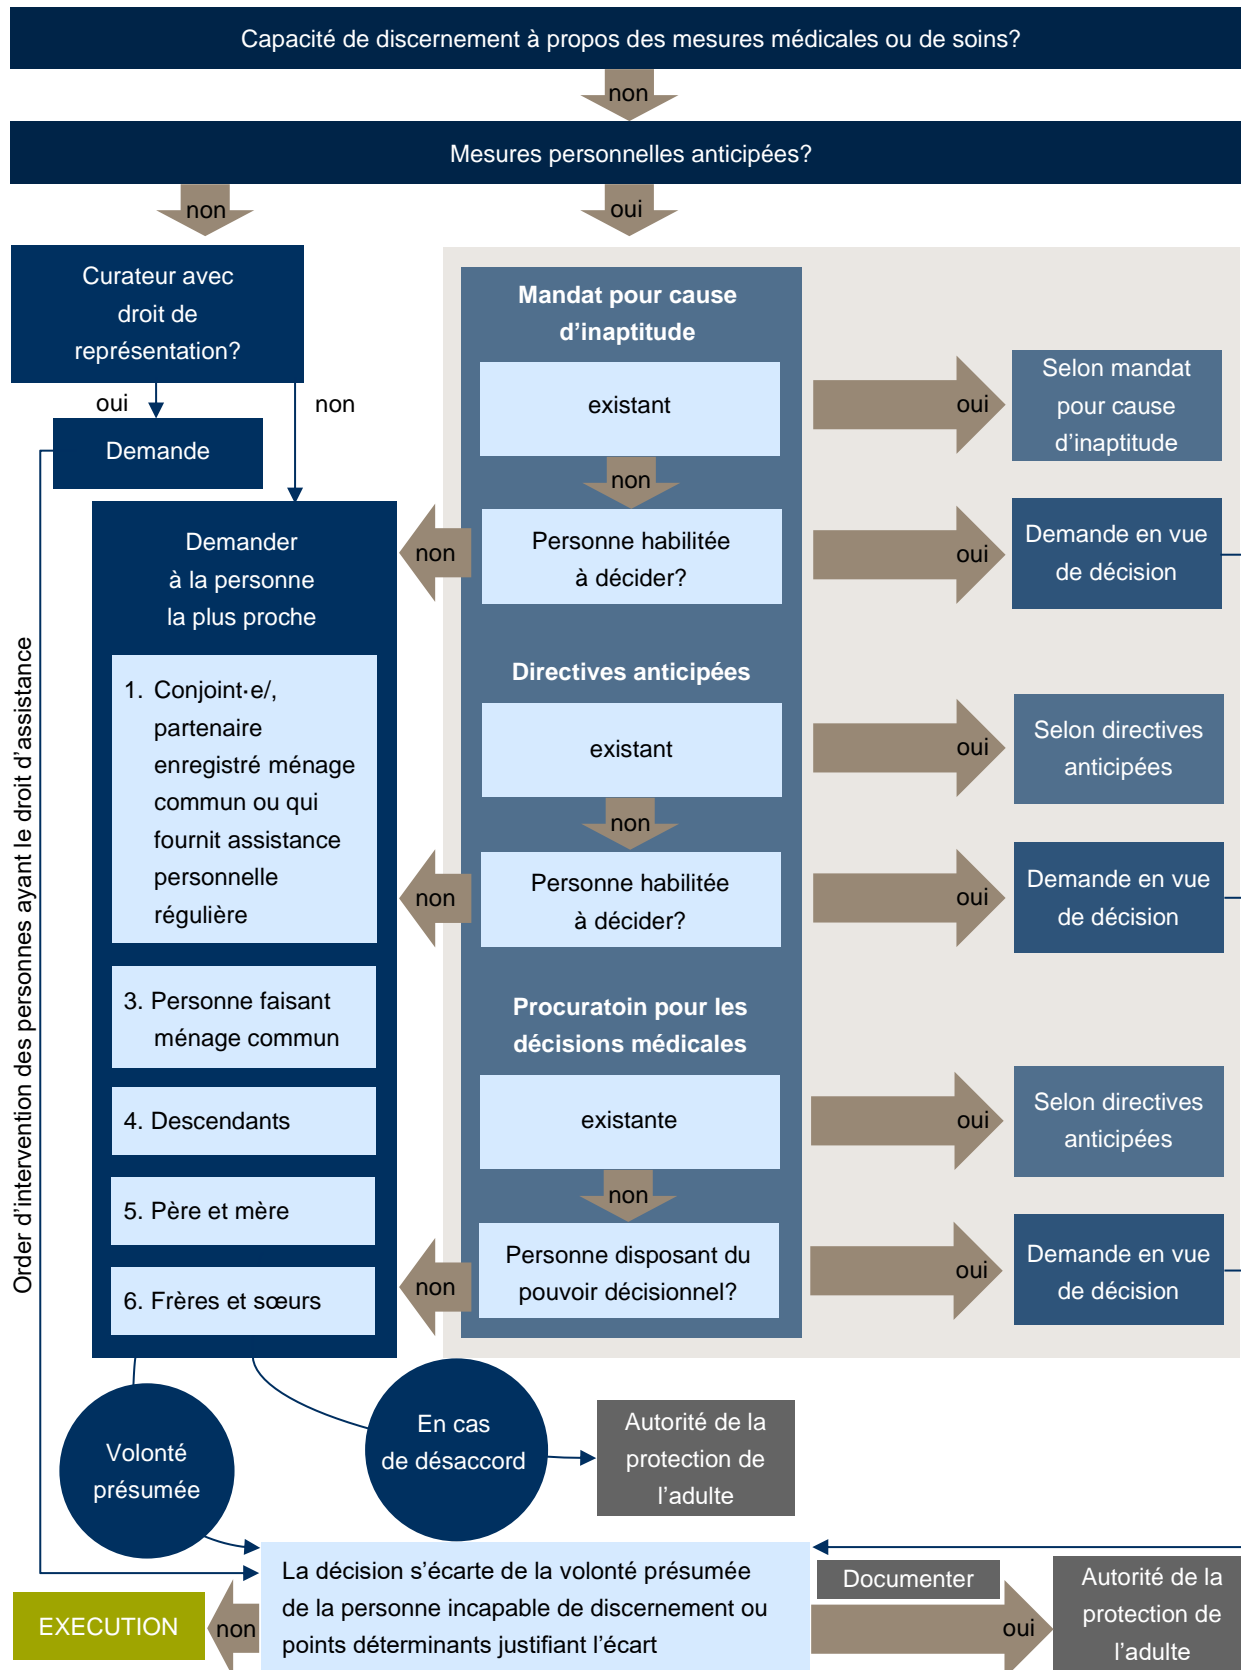 Capacité de discernement à propos des mesures médicales ou de soins?
non
Mesures personnelles anticipées?
non
oui
Curateur avec
droit de
représentation?
oui
non
Demande
Mandat pour cause
d’inaptitude
existant
oui
Selon mandat
pour cause
d’inaptitude
non
Personne habilitée
à décider?
non
oui
Demande en vue
de décision
Demander
à la personne
la plus proche
1. Conjoint·e/,
partenaire
enregistré ménage
commun ou qui
fournit assistance
personnelle
régulière
3. Personne faisant
ménage commun
4. Descendants
5. Père et mère
6. Frères et sœurs
Order d’intervention des personnes ayant le droit d’assistance
Directives anticipées
existant
oui
Selon directives
anticipées
non
Personne habilitée
à décider?
non
oui
Demande en vue
de décision
Procuratoin pour les
décisions médicales
existante
oui
Selon directives
anticipées
non
Personne disposant du
pouvoir décisionnel?
non
oui
Demande en vue
de décision
Volonté
présumée
En cas
de désaccord
Autorité de la
protection de
l’adulte
La décision s’écarte de la volonté présumée
de la personne incapable de discernement ou
points déterminants justifiant l’écart
non
EXECUTION
Documenter
oui
Autorité de la
protection de
l’adulte